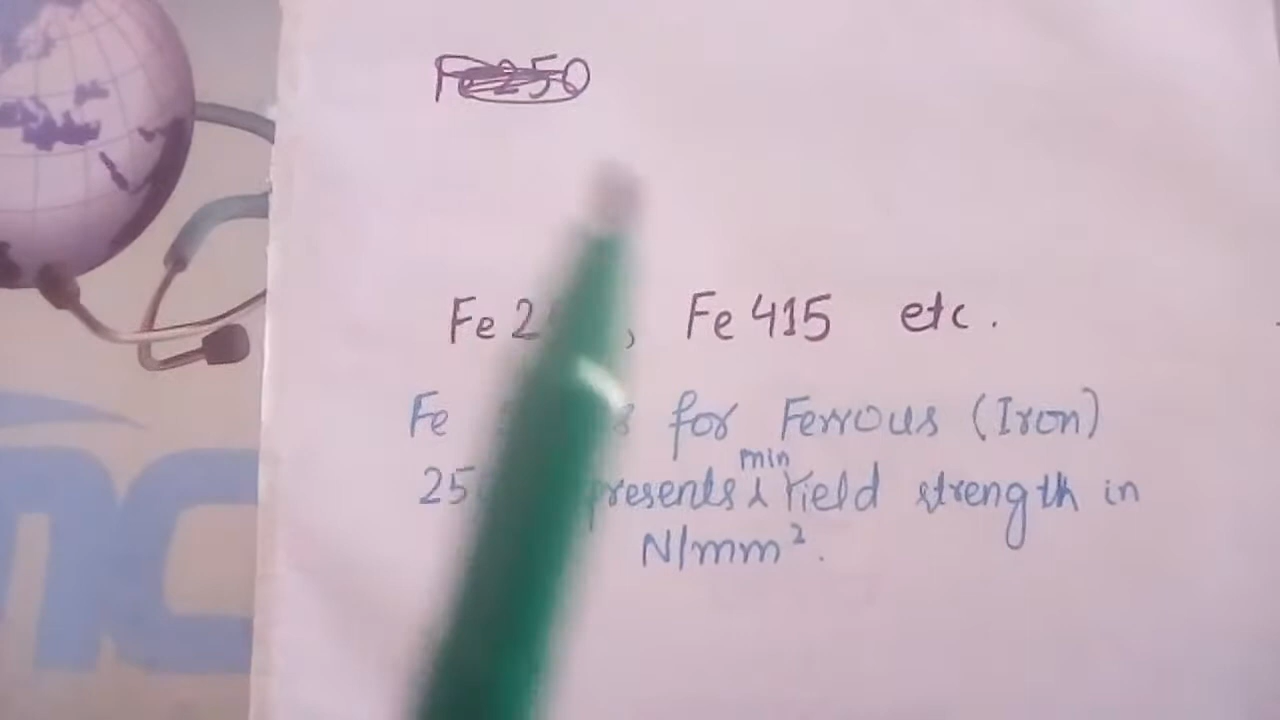 Fe250
Fe 2 , Fe 415 etc.
Fe for Ferrous (Iron)
25 presents min Yield strength in
N/mm².